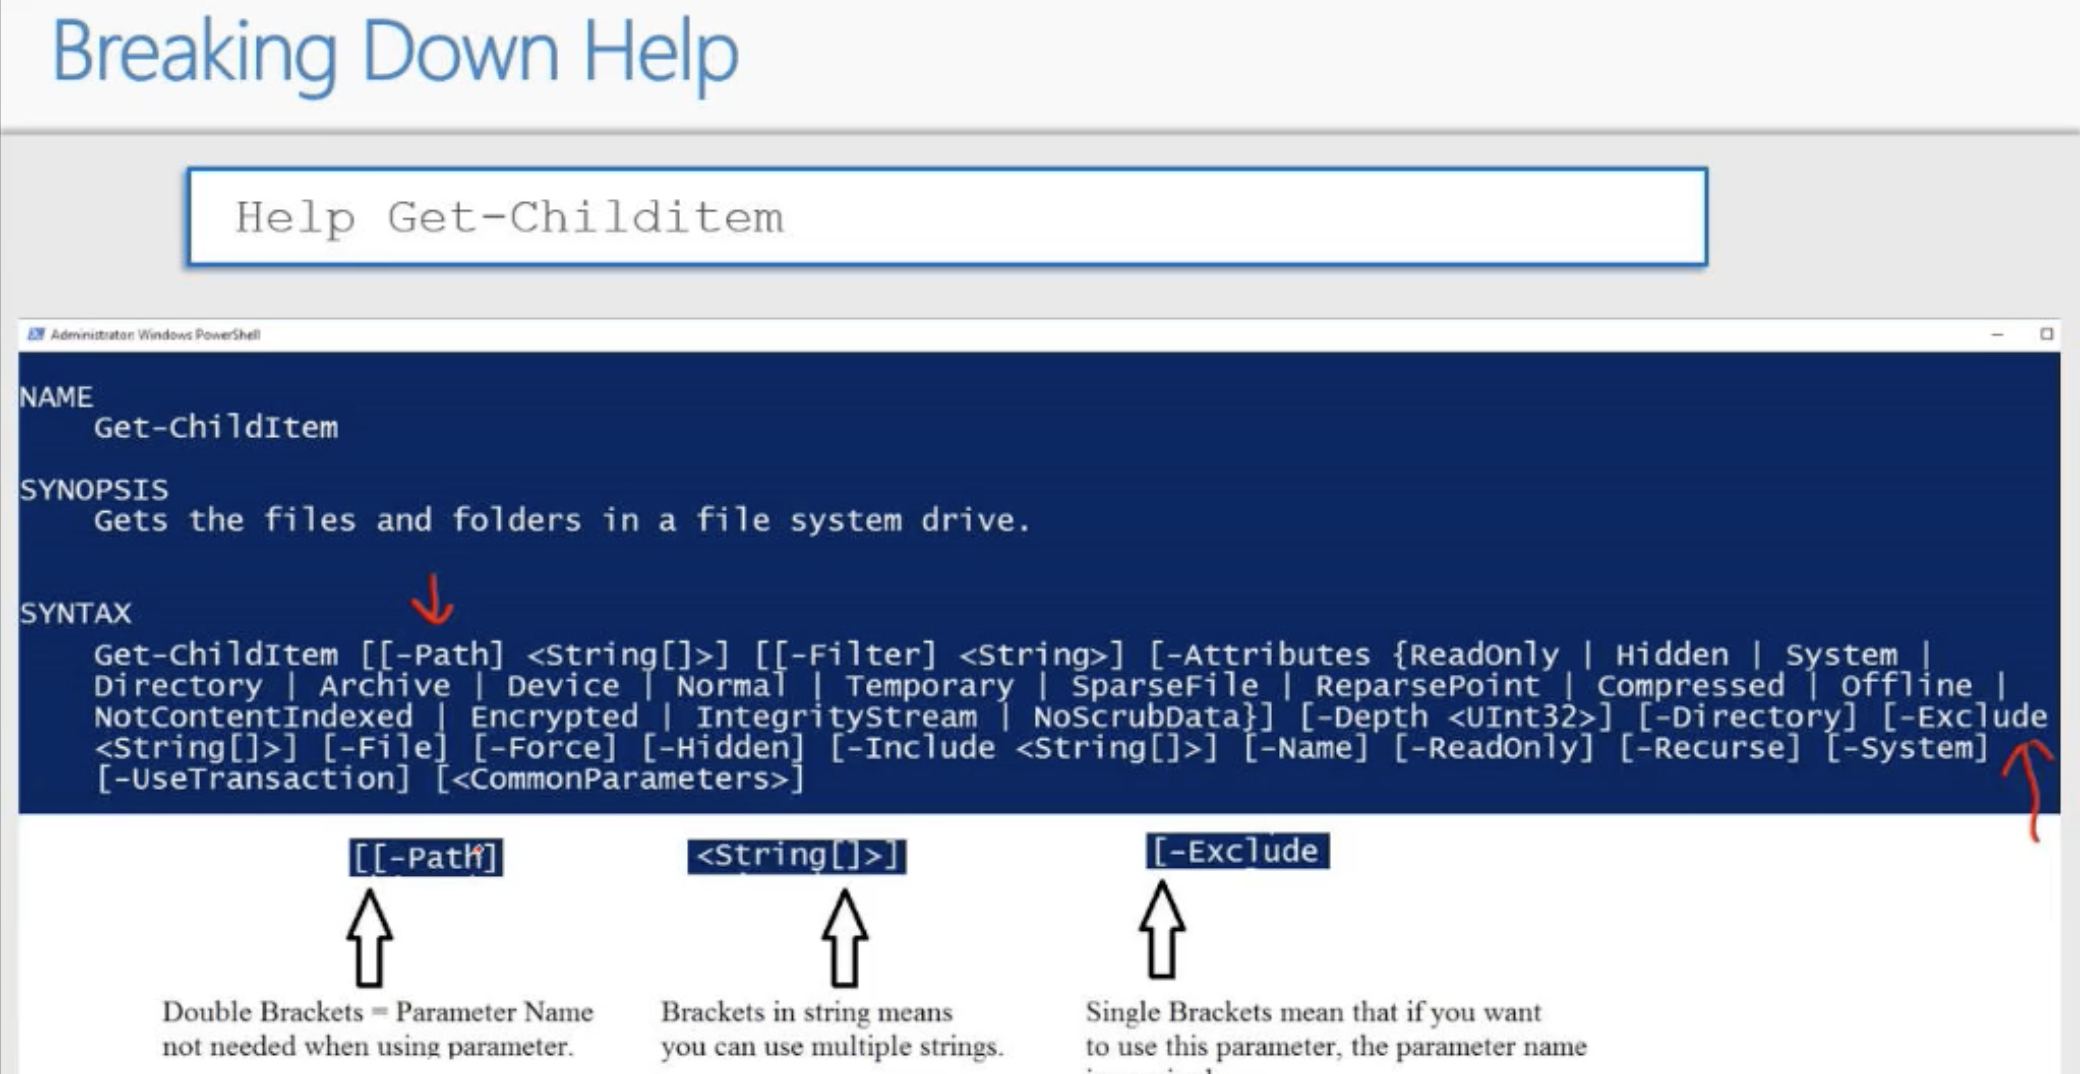 Breaking Down Help
Help Get-Childitem
Administrator: Windows PowerShell
NAME
Get-ChildItem
SYNOPSIS
Gets the files and folders in a file system drive.
SYNTAX
Get-ChildItem [[-Path] <String[]>] [[-Filter] <String>] [-Attributes {ReadOnly | Hidden | System |
Directory | Archive | Device | Normal | Temporary | SparseFile | ReparsePoint | Compressed | Offline |
NotContentIndexed | Encrypted | IntegrityStream | NoScrubData}] [-Depth <UInt32>] [-Directory] [-Exclude
<String[]>] [-File] [-Force] [-Hidden] [-Include <String[]>] [-Name] [-ReadOnly] [-Recurse] [-System]
[-UseTransaction] [<CommonParameters>]
[[-Path]
<String[]>]
[-Exclude
Double Brackets = Parameter Name
not needed when using parameter.
Brackets in string means
you can use multiple strings.
Single Brackets mean that if you want
to use this parameter, the parameter name